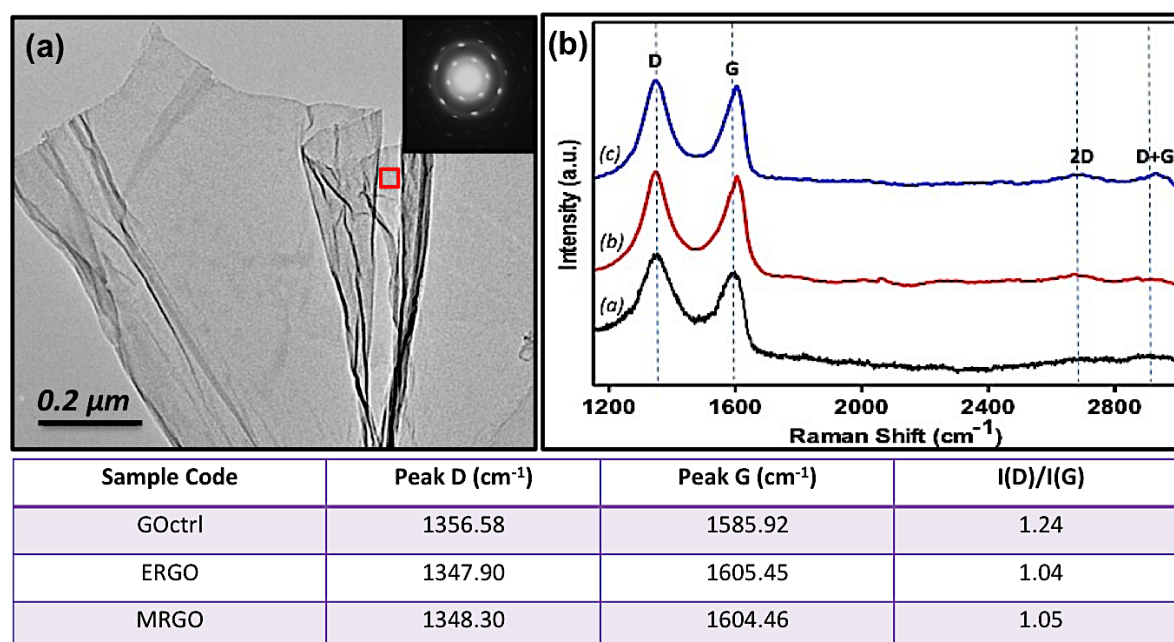 (a)
0.2 μm
(b)
D G
(c) 2D D+G
(b)
(a)
Intensity (a.u.)
1200 1600 2000 2400 2800
Raman Shift (cm⁻¹)
Sample Code Peak D (cm⁻¹) Peak G (cm⁻¹) I(D)/I(G)
GOctrl 1356.58 1585.92 1.24
ERGO 1347.90 1605.45 1.04
MRGO 1348.30 1604.46 1.05